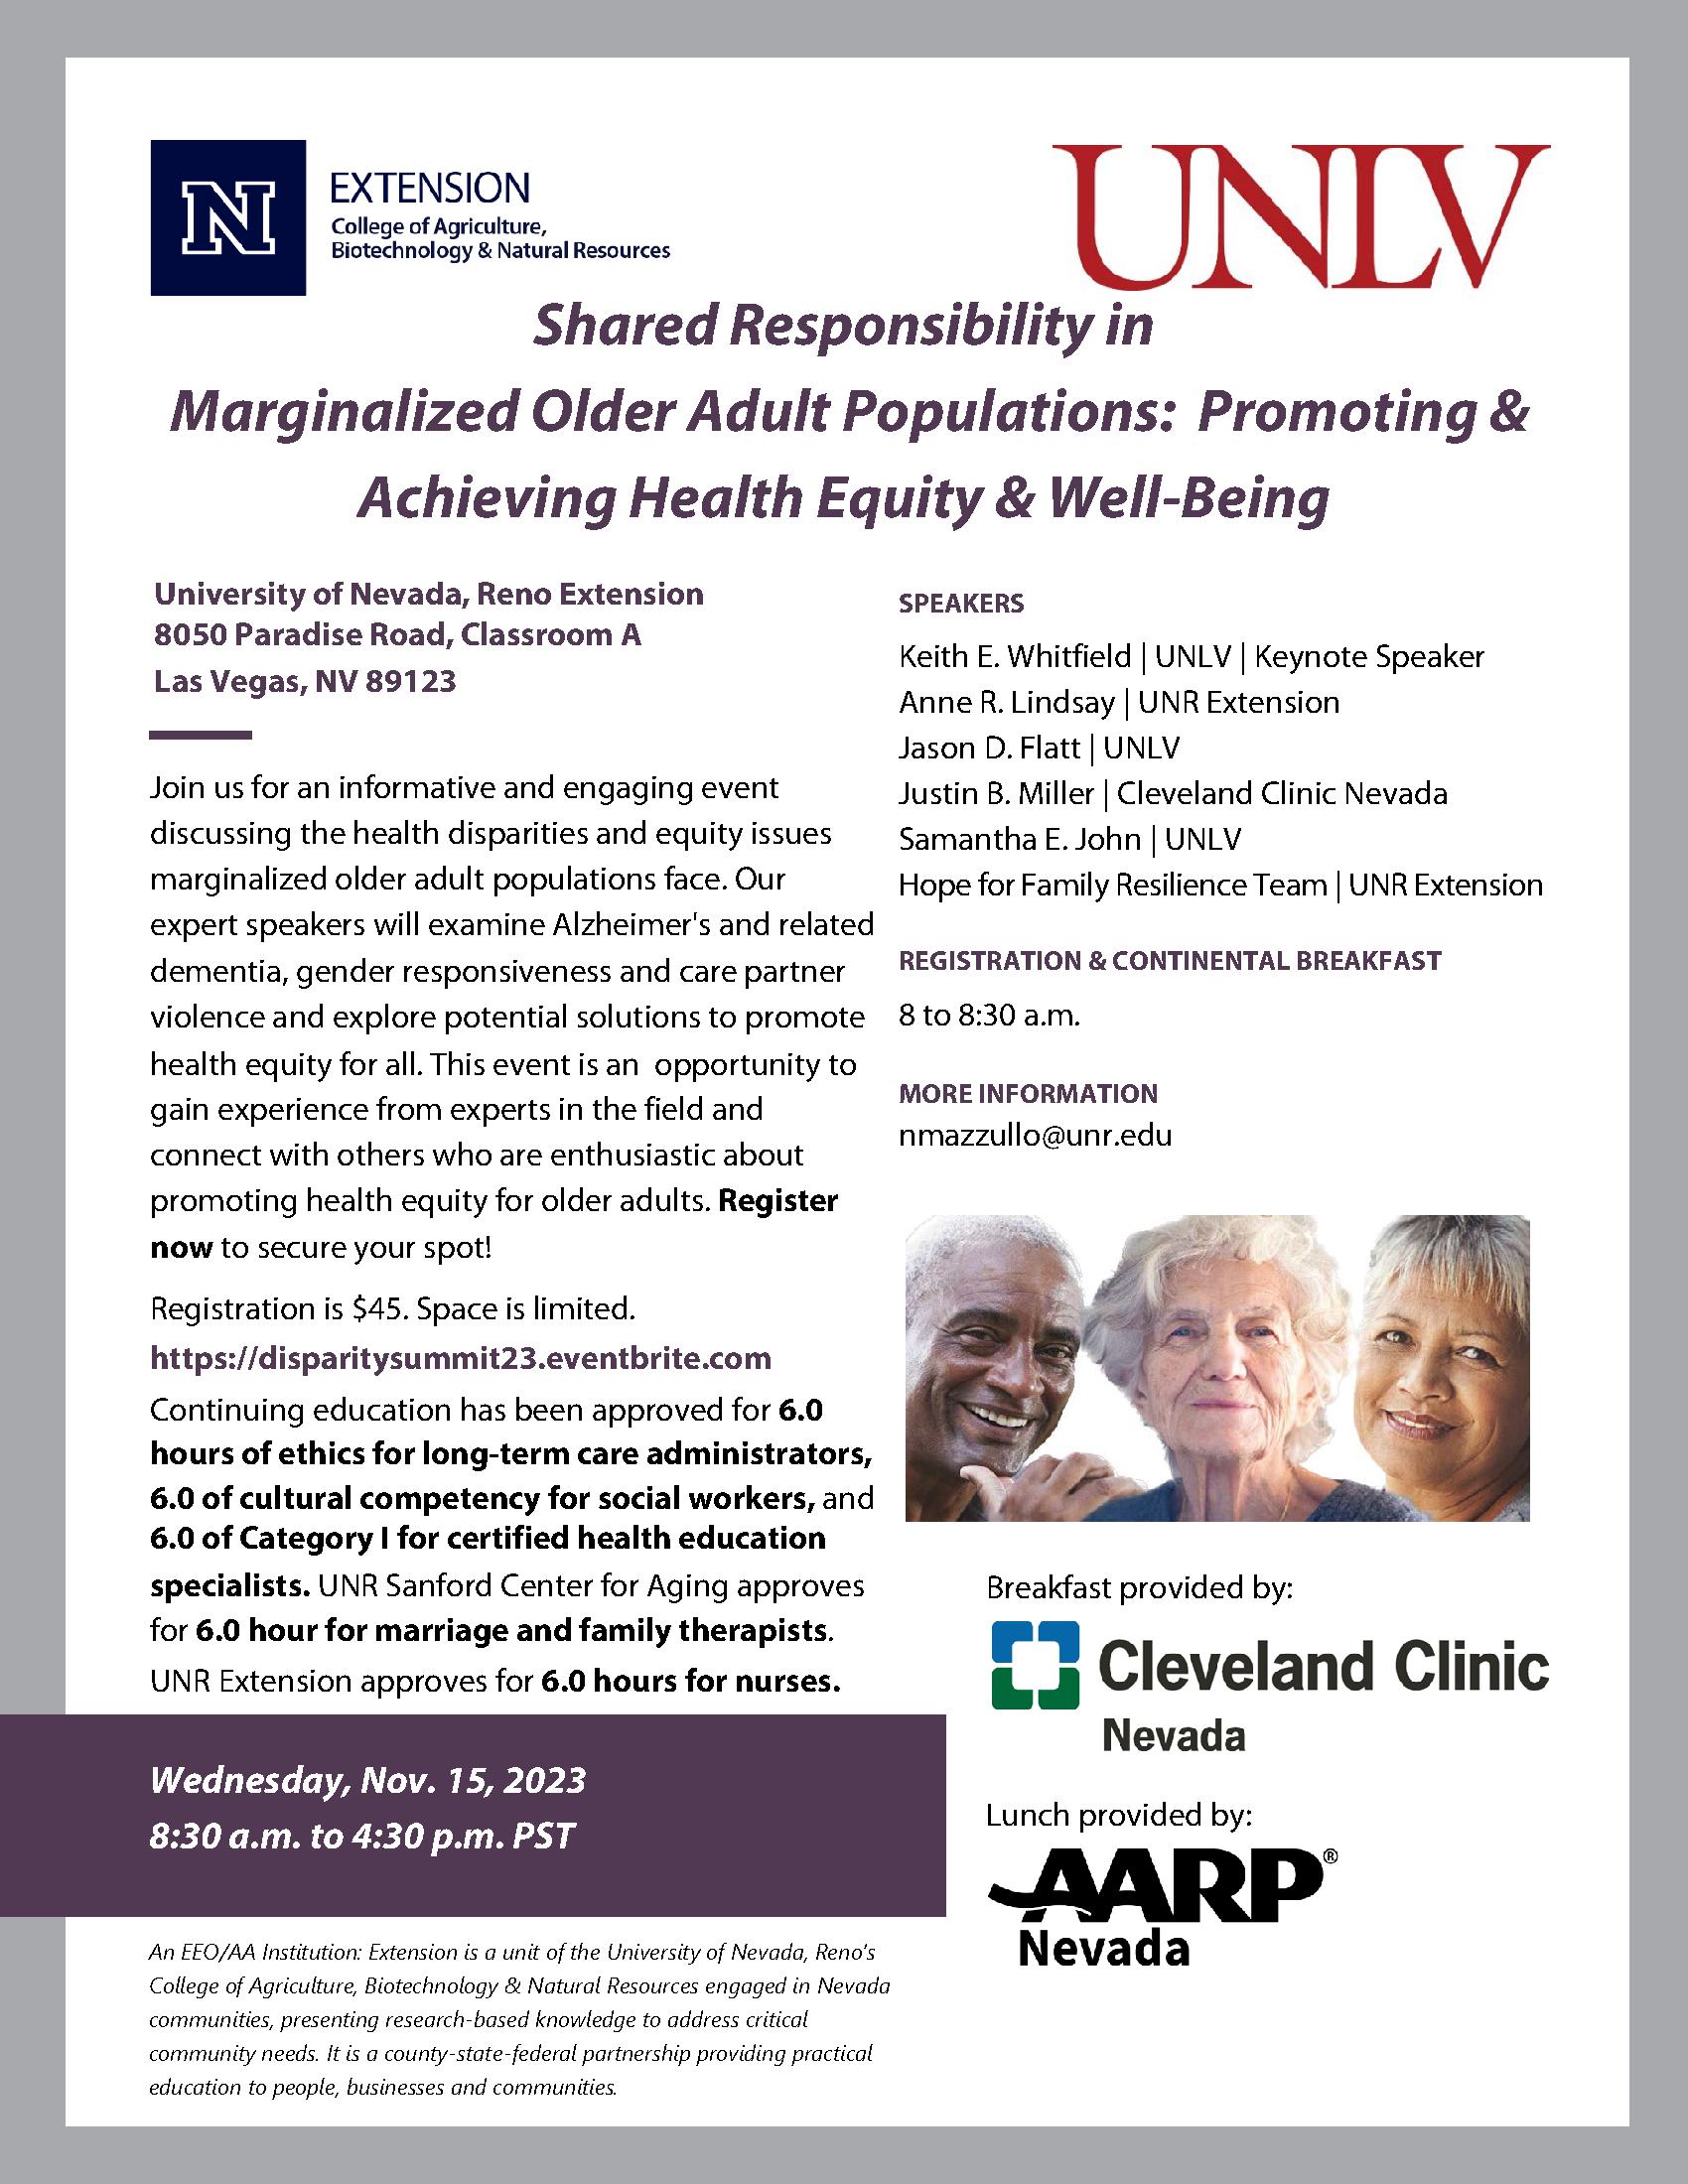 N
EXTENSION
College of Agriculture,
Biotechnology & Natural Resources
UNLV
Shared Responsibility in
Marginalized Older Adult Populations: Promoting &
Achieving Health Equity & Well-Being
University of Nevada, Reno Extension
8050 Paradise Road, Classroom A
Las Vegas, NV 89123
Join us for an informative and engaging event
discussing the health disparities and equity issues
marginalized older adult populations face. Our
expert speakers will examine Alzheimer's and related
dementia, gender responsiveness and care partner
violence and explore potential solutions to promote
health equity for all. This event is an opportunity to
gain experience from experts in the field and
connect with others who are enthusiastic about
promoting health equity for older adults. Register
now to secure your spot!
Registration is $45. Space is limited.
https://disparitysummit23.eventbrite.com
Continuing education has been approved for 6.0
hours of ethics for long-term care administrators,
6.0 of cultural competency for social workers, and
6.0 of Category I for certified health education
specialists. UNR Sanford Center for Aging approves
for 6.0 hour for marriage and family therapists.
UNR Extension approves for 6.0 hours for nurses.
Wednesday, Nov. 15, 2023
8:30 a.m. to 4:30 p.m. PST
An EEO/AA Institution: Extension is a unit of the University of Nevada, Reno's
College of Agriculture, Biotechnology & Natural Resources engaged in Nevada
communities, presenting research-based knowledge to address critical
community needs. It is a county-state-federal partnership providing practical
education to people, businesses and communities.
SPEAKERS
Keith E. Whitfield | UNLV | Keynote Speaker
Anne R. Lindsay | UNR Extension
Jason D. Flatt | UNLV
Justin B. Miller | Cleveland Clinic Nevada
Samantha E. John | UNLV
Hope for Family Resilience Team | UNR Extension
REGISTRATION & CONTINENTAL BREAKFAST
8 to 8:30 a.m.
MORE INFORMATION
nmazzullo@unr.edu
Breakfast provided by:
Cleveland Clinic
Nevada
Lunch provided by:
AARP®
Nevada